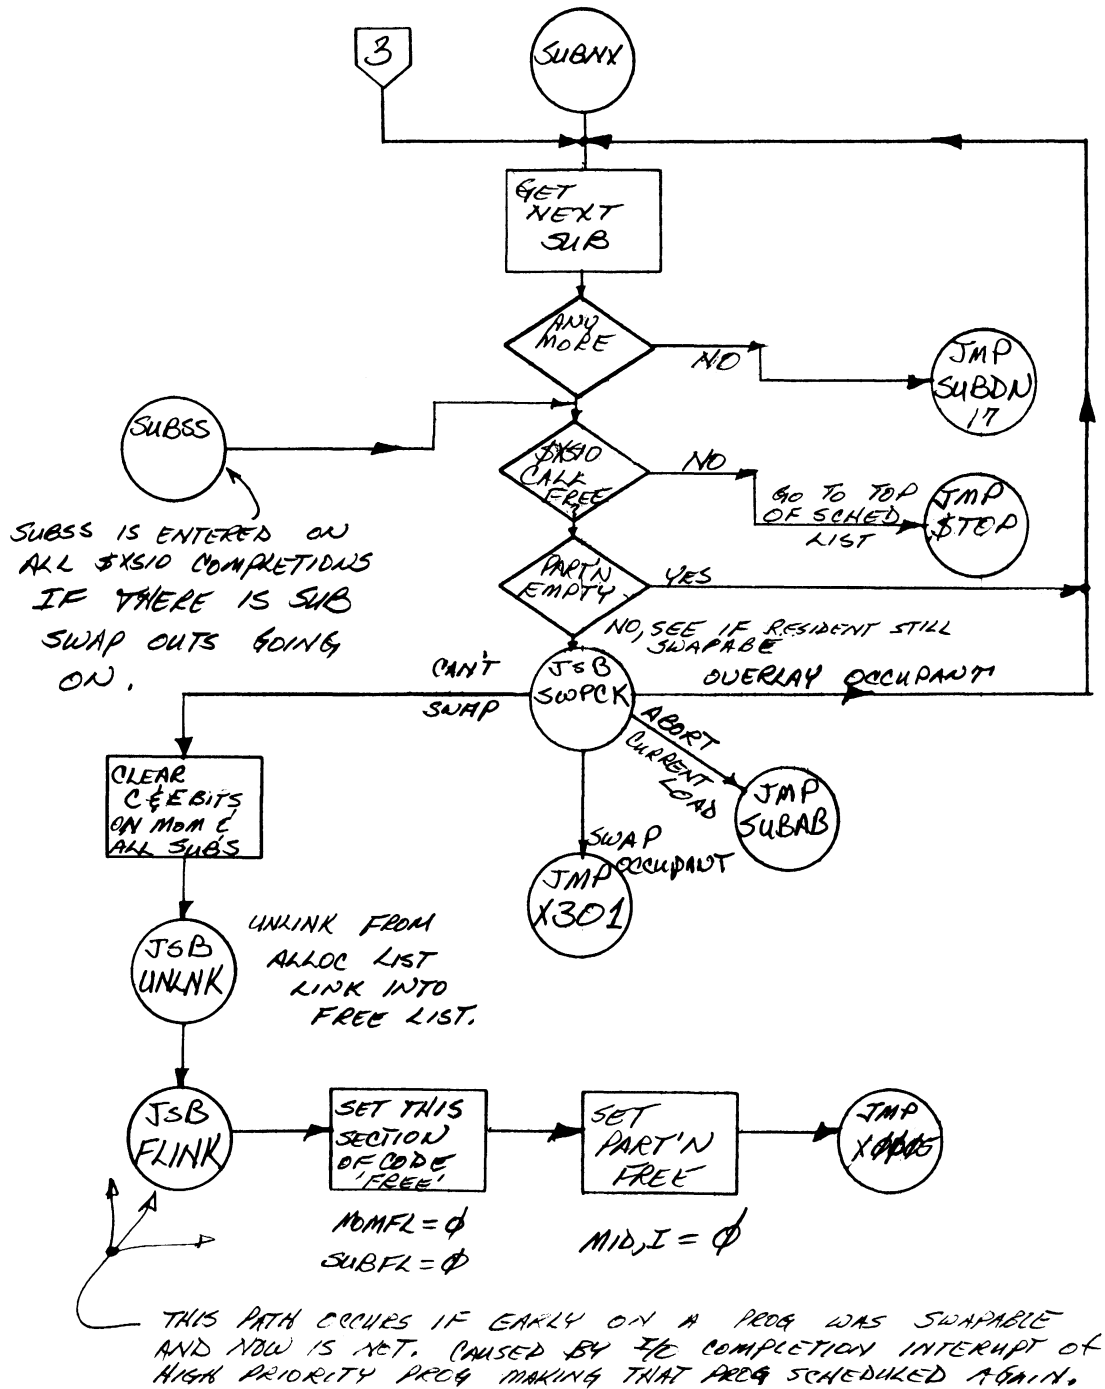 3
SUBNX
GET
NEXT
SUB
ANY
MORE
NO
JMP
SUBDN
17
SUBSS
$XSIO
CALL
FREE
NO
GO TO TOP
OF SCHED
LIST
JMP
$TOP
SUBSS IS ENTERED ON
ALL $XSIO COMPLETIONS
IF THERE IS SUB
SWAP OUTS GOING
ON.
PART'N
EMPTY
YES
NO, SEE IF RESIDENT STILL
SWAPABE
JSB
SWPCK
OVERLAY OCCUPANT
CAN'T
SWAP
ABORT
CURRENT
LOAD
JMP
SUBAB
SWAP
OCCUPANT
JMP
X301
CLEAR
C & E BITS
ON MOM &
ALL SUB'S
JSB
UNLNK
UNLINK FROM
ALLOC LIST
LINK INTO
FREE LIST.
JSB
FLINK
SET THIS
SECTION
OF CODE
'FREE'
SET
PART'N
FREE
JMP
MOMFL = Ø
SUBFL = Ø
MID,I = Ø
THIS PATH OCCURS IF EARLY ON A PROG WAS SWAPABLE
AND NOW IS NOT. CAUSED BY I/O COMPLETION INTERUPT OF
HIGH PRIORITY PROG MAKING THAT PROG SCHEDULED AGAIN.